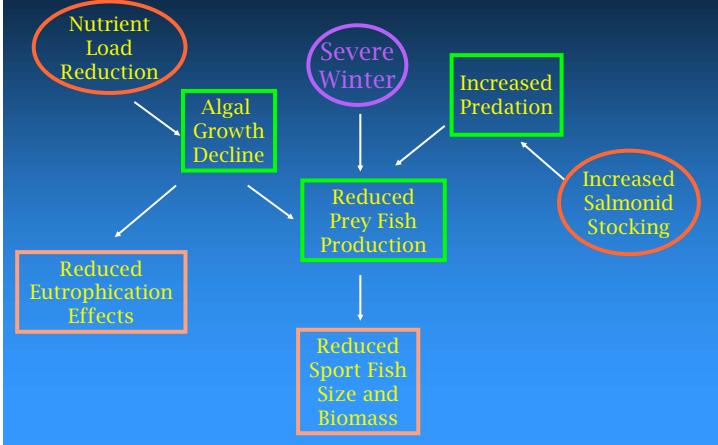 Nutrient
Load
Reduction
Severe
Winter
Increased
Predation
Algal
Growth
Decline
Increased
Salmonid
Stocking
Reduced
Prey Fish
Production
Reduced
Eutrophication
Effects
Reduced
Sport Fish
Size and
Biomass